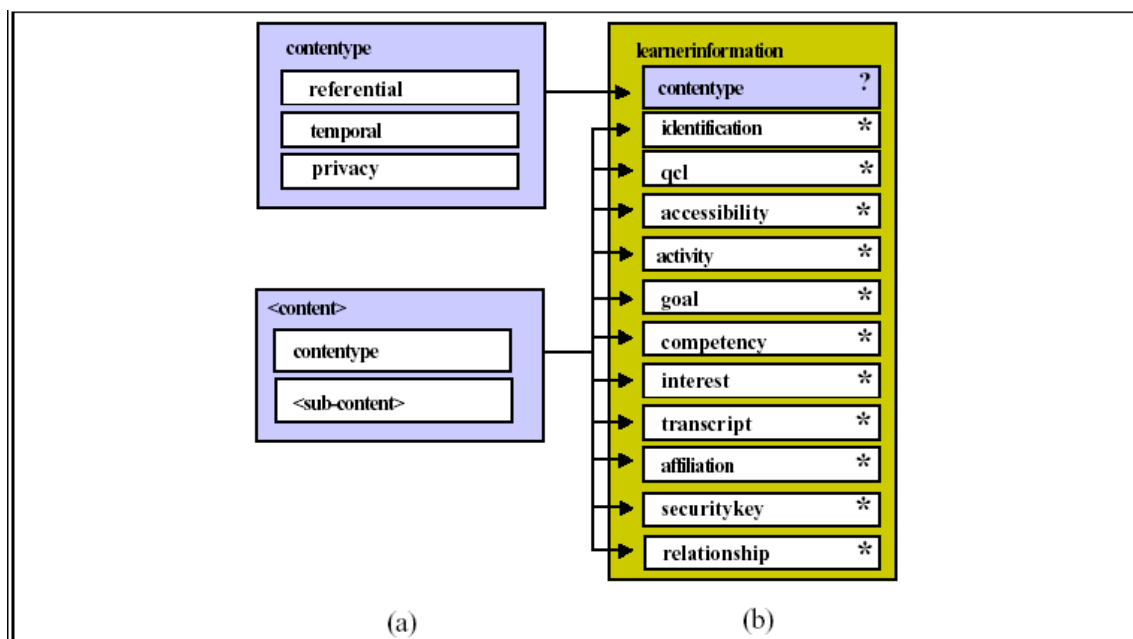 contentype
referential
temporal
privacy
<content>
contentype
<sub-content>
(a)
learnerinformation
contentype ?
identification *
qcl *
accessibility *
activity *
goal *
competency *
interest *
transcript *
affiliation *
securitykey *
relationship *
(b)